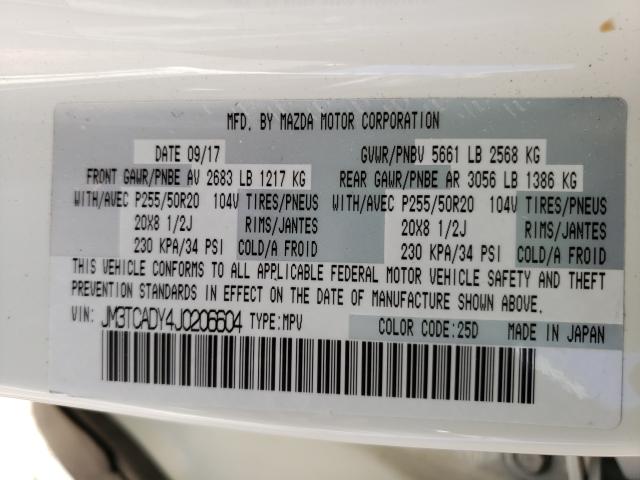 MFD. BY MAZDA MOTOR CORPORATION
DATE 09/17 GVWR/PNBV 5661 LB 2568 KG
FRONT GAWR/PNBE AV 2683 LB 1217 KG REAR GAWR/PNBE AR 3056 LB 1386 KG
WITH/AVEC P255/50R20 104V TIRES/PNEUS WITH/AVEC P255/50R20 104V TIRES/PNEUS
20X8 1/2J RIMS/JANTES 20X8 1/2J RIMS/JANTES
230 KPA/34 PSI COLD/A FROID 230 KPA/34 PSI COLD/A FROID
THIS VEHICLE CONFORMS TO ALL APPLICABLE FEDERAL MOTOR VEHICLE SAFETY AND THEFT
PREVENTION STANDARDS IN EFFECT ON THE DATE OF MANUFACTURE SHOWN ABOVE.
VIN: JM3TCADY4J0206604 TYPE:MPV COLOR CODE:25D MADE IN JAPAN